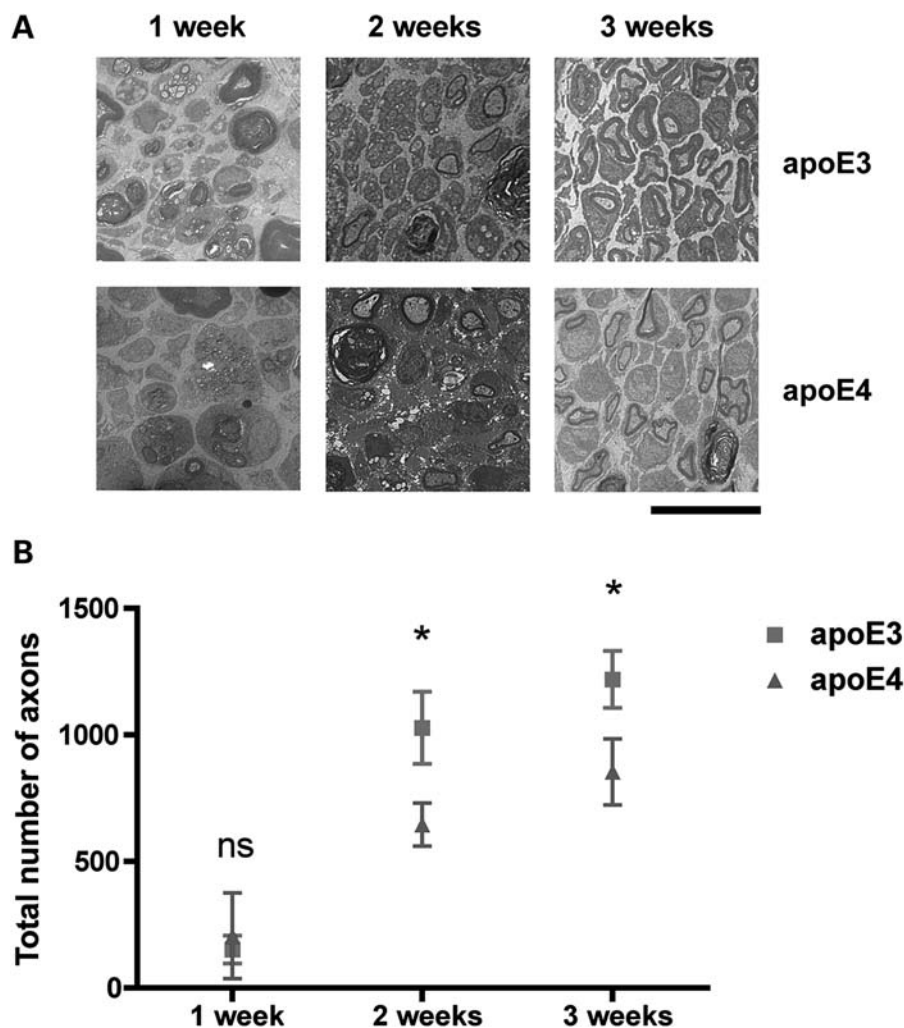 A
1 week 2 weeks 3 weeks
apoE3
apoE4
B
Total number of axons
1500
1000
500
0
ns
*
*
1 week 2 weeks 3 weeks
apoE3
apoE4